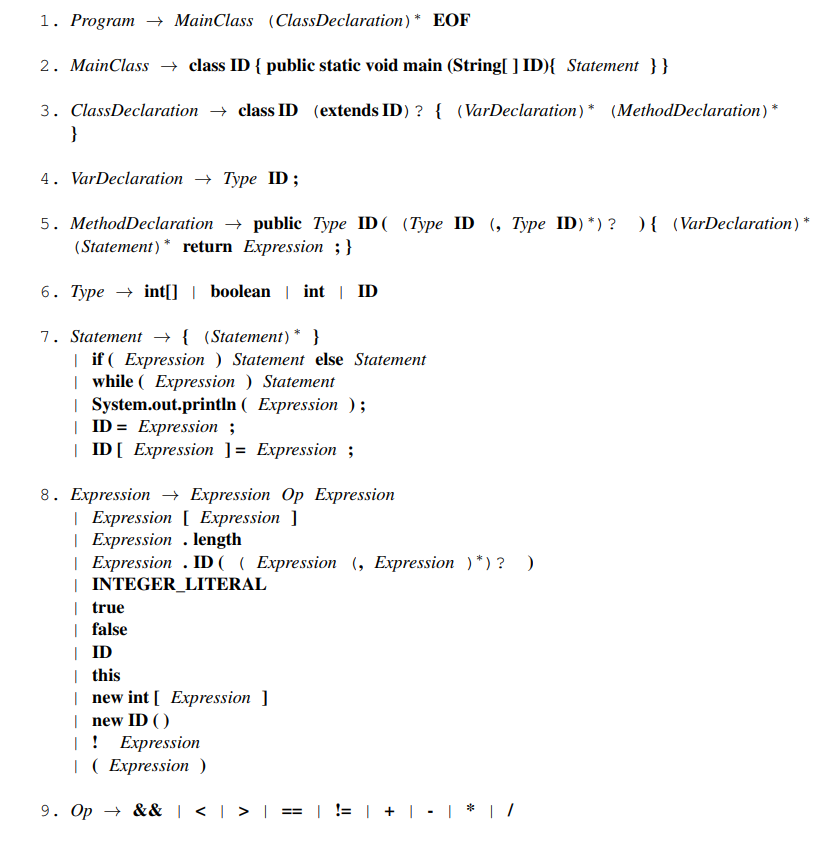 1. Program → MainClass (ClassDeclaration)* EOF
2. MainClass → class ID { public static void main (String[ ] ID){ Statement } }
3. ClassDeclaration → class ID (extends ID)? { (VarDeclaration)* (MethodDeclaration)*
}
4. VarDeclaration → Type ID ;
5. MethodDeclaration → public Type ID ( (Type ID (, Type ID)*)? ) { (VarDeclaration)*
(Statement)* return Expression ; }
6. Type → int[] | boolean | int | ID
7. Statement → { (Statement)* }
| if ( Expression ) Statement else Statement
| while ( Expression ) Statement
| System.out.println ( Expression ) ;
| ID = Expression ;
| ID [ Expression ] = Expression ;
8. Expression → Expression Op Expression
| Expression [ Expression ]
| Expression . length
| Expression . ID ( ( Expression (, Expression )*)? )
| INTEGER_LITERAL
| true
| false
| ID
| this
| new int [ Expression ]
| new ID ( )
| ! Expression
| ( Expression )
9. Op → && | < | > | == | != | + | - | * | /